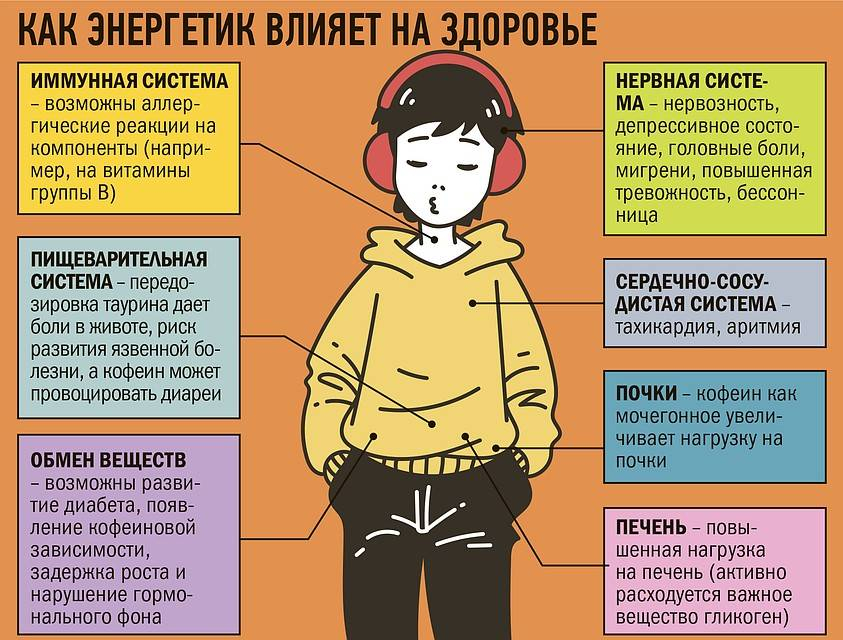 КАК ЭНЕРГЕТИК ВЛИЯЕТ НА ЗДОРОВЬЕ
ИММУННАЯ СИСТЕМА
– возможны аллер-
гические реакции на
компоненты (напри-
мер, на витамины
группы В)
ПИЩЕВАРИТЕЛЬНАЯ
СИСТЕМА – передо-
зировка таурина дает
боли в животе, риск
развития язвенной бо-
лезни, а кофеин может
провоцировать диареи
ОБМЕН ВЕЩЕСТВ
– возможны разви-
тие диабета, появ-
ление кофеиновой
зависимости,
задержка роста и
нарушение гормо-
нального фона
НЕРВНАЯ СИСТЕ-
МА – нервозность,
депрессивное состо-
яние, головные боли,
мигрени, повышенная
тревожность, бессон-
ница
СЕРДЕЧНО-СОСУ-
ДИСТАЯ СИСТЕМА –
тахикардия, аритмия
ПОЧКИ – кофеин как
мочегонное увели-
чивает нагрузку на
почки
ПЕЧЕНЬ – повы-
шенная нагрузка
на печень (активно
расходуется важное
вещество гликоген)